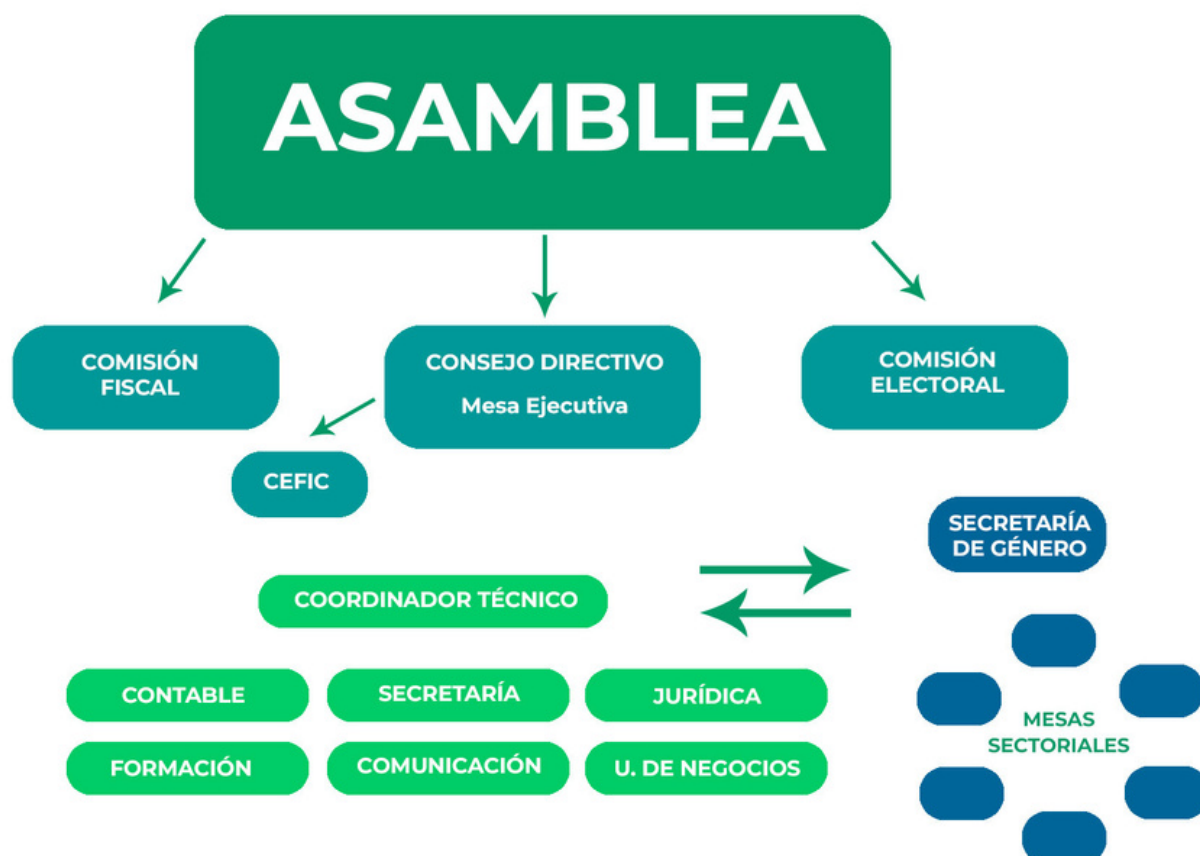 ASAMBLEA
COMISIÓN
FISCAL
CONSEJO DIRECTIVO
Mesa Ejecutiva
COMISIÓN
ELECTORAL
CEFIC
SECRETARÍA
DE GÉNERO
COORDINADOR TÉCNICO
CONTABLE
SECRETARÍA
JURÍDICA
FORMACIÓN
COMUNICACIÓN
U. DE NEGOCIOS
MESAS
SECTORIALES